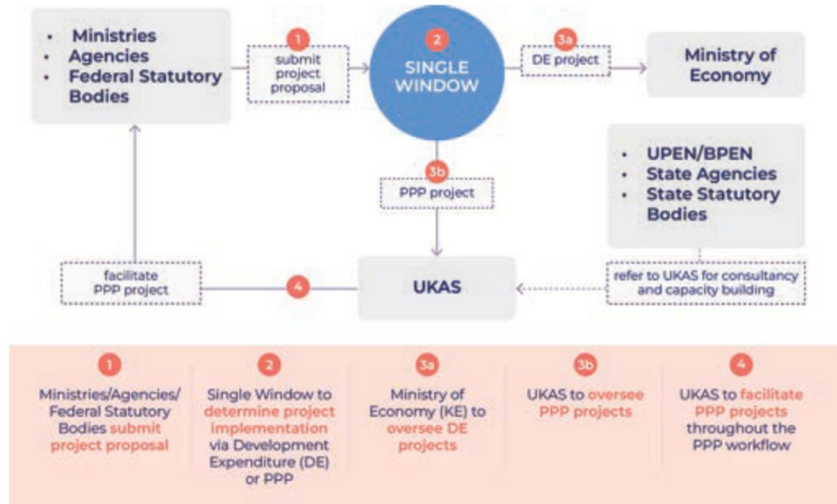 • Ministries
• Agencies
• Federal Statutory
Bodies
1
submit
project
proposal
2
SINGLE
WINDOW
3a
DE project
Ministry of
Economy
3b
PPP project
• UPEN/BPEN
• State Agencies
• State Statutory
Bodies
facilitate
PPP project
4
UKAS
refer to UKAS for consultancy
and capacity building
1
Ministries/Agencies/
Federal Statutory
Bodies submit
project proposal
2
Single Window to
determine project
implementation
via Development
Expenditure (DE)
or PPP
3a
Ministry of
Economy (KE) to
oversee DE
projects
3b
UKAS to oversee
PPP projects
4
UKAS to facilitate
PPP projects
throughout the
PPP workflow